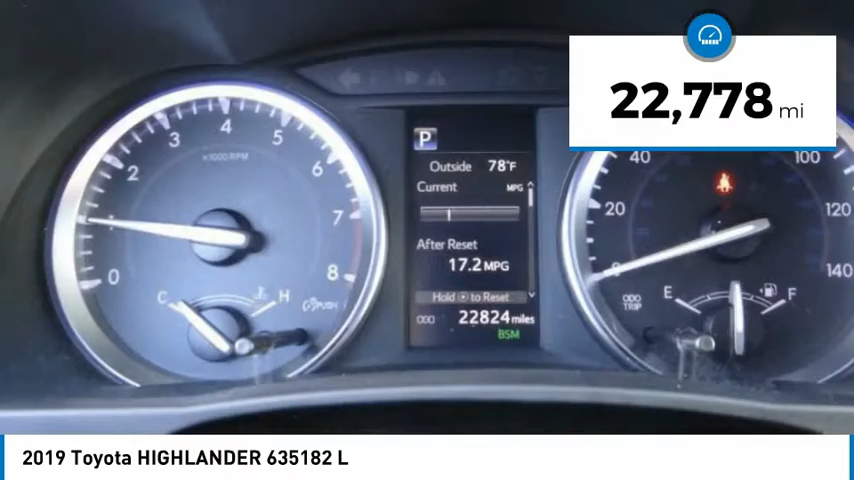 22,778 mi
3 4 5
2 6
x1000 RPM
1 7
0 8
C H
PUSH
P
Outside 78°F
Current MPG
After Reset
17.2 MPG
Hold to Reset
ODO 22824 miles
BSM
40 100
20 120
0 140
ODO
TRIP
E F
2019 Toyota HIGHLANDER 635182 L